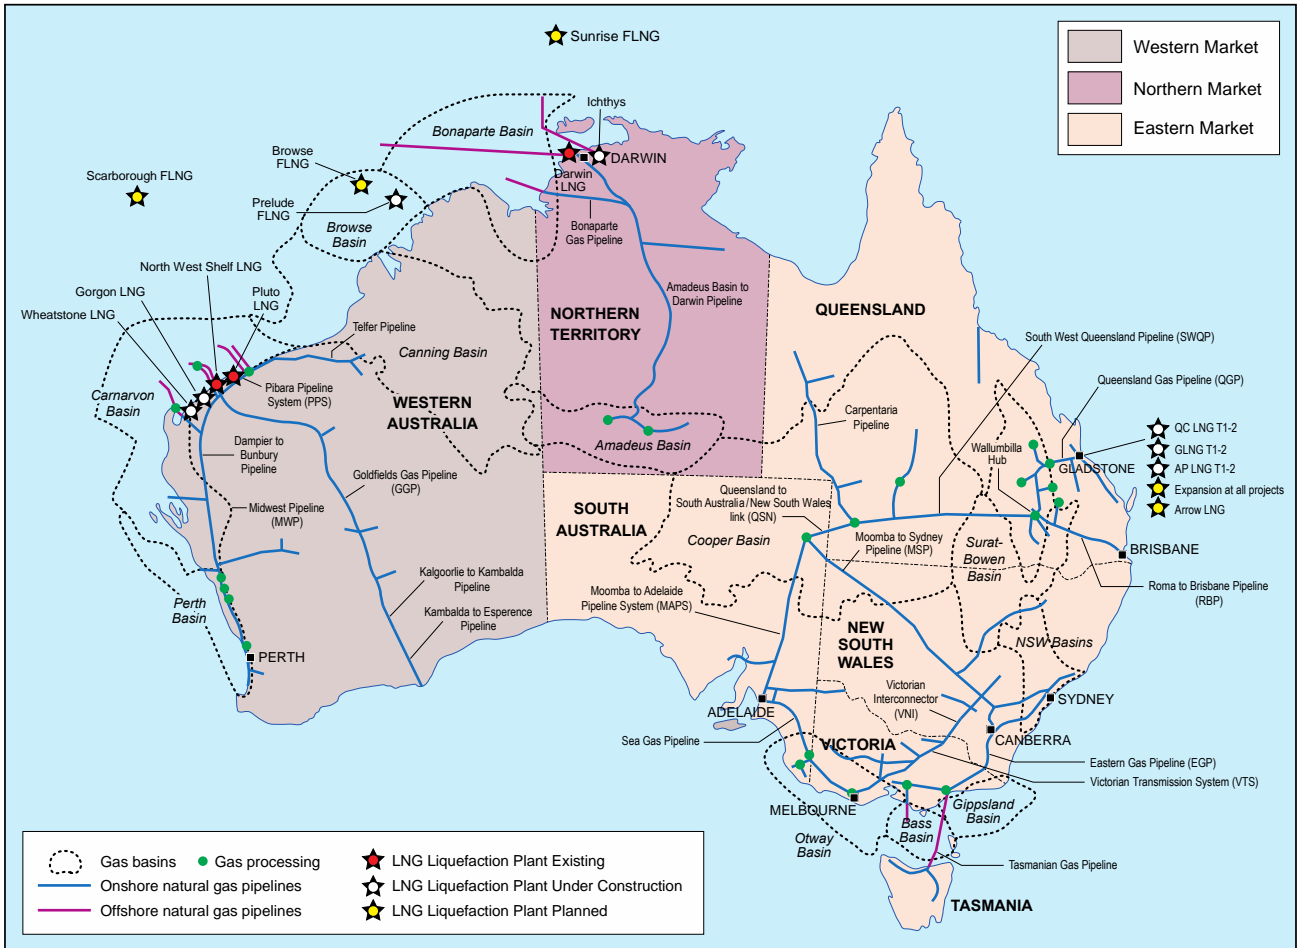 Sunrise FLNG
Western Market
Northern Market
Eastern Market
Ichthys
Bonaparte Basin
DARWIN
Darwin
LNG
Browse
FLNG
Scarborough FLNG
Prelude
FLNG
Browse
Basin
Bonaparte
Gas Pipeline
North West Shelf LNG
Gorgon LNG
Pluto
LNG
Wheatstone LNG
Amadeus Basin to
Darwin Pipeline
NORTHERN
TERRITORY
QUEENSLAND
Telfer Pipeline
Canning Basin
South West Queensland Pipeline (SWQP)
Queensland Gas Pipeline (QGP)
Carnarvon
Basin
Pibara Pipeline
System (PPS)
WESTERN
AUSTRALIA
Carpentaria
Pipeline
Dampier to
Bunbury
Pipeline
Amadeus Basin
Wallumbilla
Hub
GLADSTONE
QC LNG T1-2
GLNG T1-2
AP LNG T1-2
Expansion at all projects
Arrow LNG
Goldfields Gas Pipeline
(GGP)
Midwest Pipeline
(MWP)
SOUTH
AUSTRALIA
Queensland to
South Australia/New South Wales
link (QSN)
Cooper Basin
Moomba to Sydney
Pipeline (MSP)
Surat-
Bowen
Basin
BRISBANE
Roma to Brisbane Pipeline
(RBP)
Kalgoorlie to Kambalda
Pipeline
Kambalda to Esperence
Pipeline
Perth
Basin
PERTH
Moomba to Adelaide
Pipeline System (MAPS)
NEW
SOUTH
WALES
NSW Basins
Victorian
Interconnector
(VNI)
SYDNEY
ADELAIDE
CANBERRA
Sea Gas Pipeline
VICTORIA
Eastern Gas Pipeline (EGP)
Victorian Transmission System (VTS)
MELBOURNE
Gippsland
Basin
Bass
Basin
Otway
Basin
Tasmanian Gas Pipeline
TASMANIA
Gas basins
Gas processing
LNG Liquefaction Plant Existing
Onshore natural gas pipelines
LNG Liquefaction Plant Under Construction
Offshore natural gas pipelines
LNG Liquefaction Plant Planned